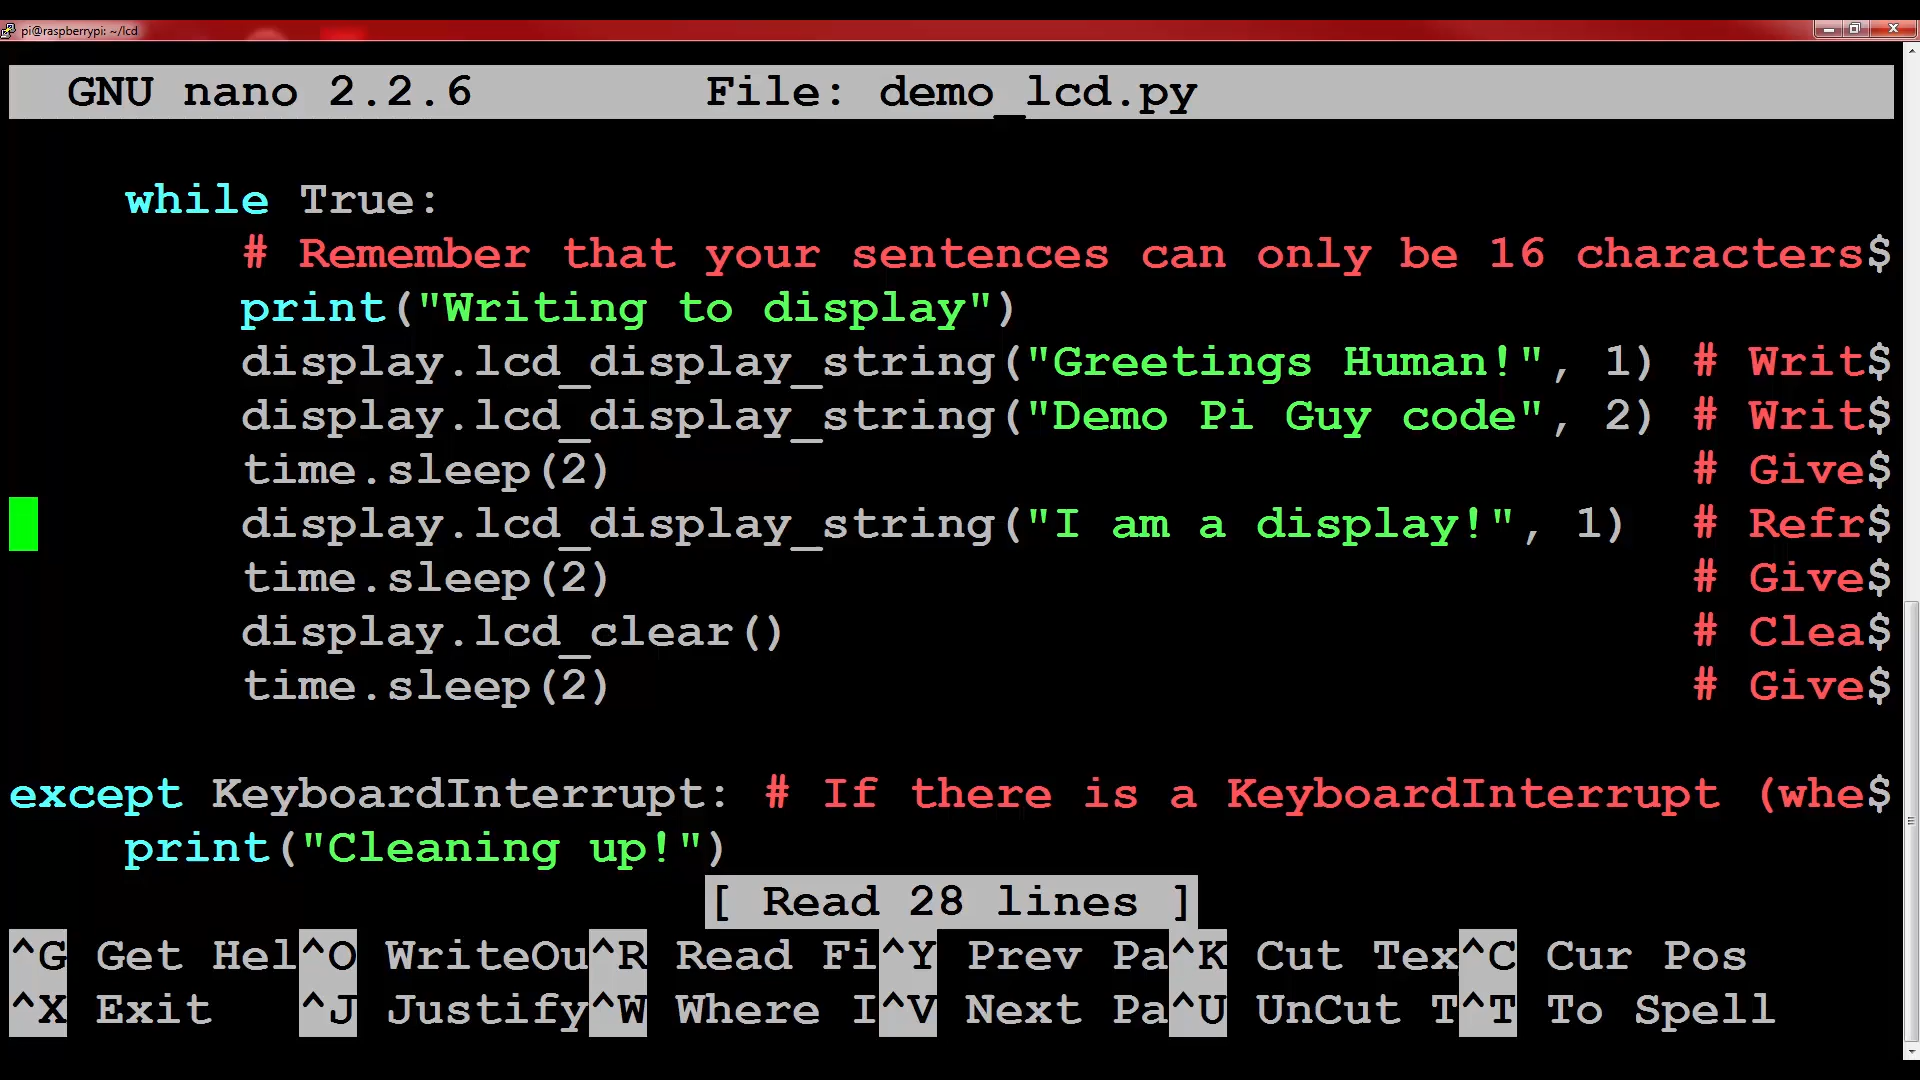 pi@raspberrypi: ~/lcd
GNU nano 2.2.6 File: demo_lcd.py
while True:
# Remember that your sentences can only be 16 characters$
print("Writing to display")
display.lcd_display_string("Greetings Human!", 1) # Writ$
display.lcd_display_string("Demo Pi Guy code", 2) # Writ$
time.sleep(2) # Give$
display.lcd_display_string("I am a display!", 1) # Refr$
time.sleep(2) # Give$
display.lcd_clear() # Clea$
time.sleep(2) # Give$
except KeyboardInterrupt: # If there is a KeyboardInterrupt (whe$
print("Cleaning up!")
[ Read 28 lines ]
^G Get Hel^O WriteOu^R Read Fi^Y Prev Pa^K Cut Tex^C Cur Pos
^X Exit ^J Justify^W Where I^V Next Pa^U UnCut T^T To Spell